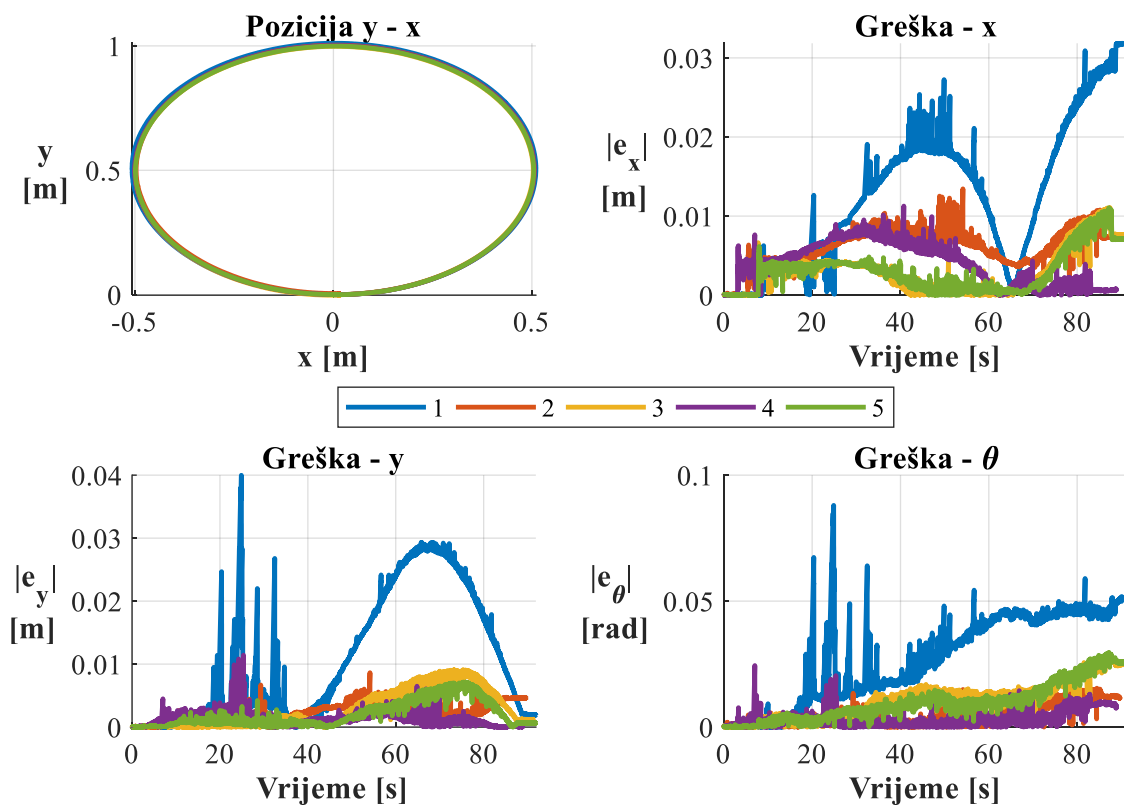 Pozicija y - x
1
0.5
0
y
[m]
-0.5 0 0.5
x [m]
Greška - x
0.03
0.02
0.01
0
|e_x|
[m]
0 20 40 60 80
Vrijeme [s]
1 2 3 4 5
Greška - y
0.04
0.03
0.02
0.01
0
|e_y|
[m]
0 20 40 60 80
Vrijeme [s]
Greška - θ
0.1
0.05
0
|e_θ|
[rad]
0 20 40 60 80
Vrijeme [s]